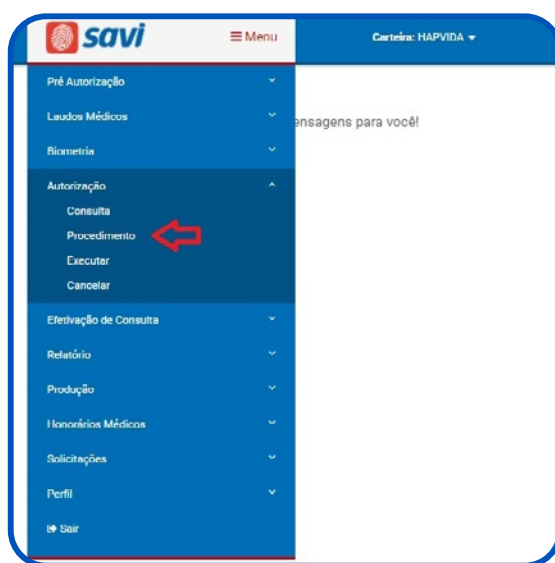 savi
Menu
Carteira: HAPVIDA
Pré Autorização
Laudos Médicos
ensagens para você!
Biometria
Autorização
Consulta
Procedimento
Executar
Cancelar
Efetivação de Consulta
Relatório
Produção
Honorários Médicos
Solicitações
Perfil
Sair